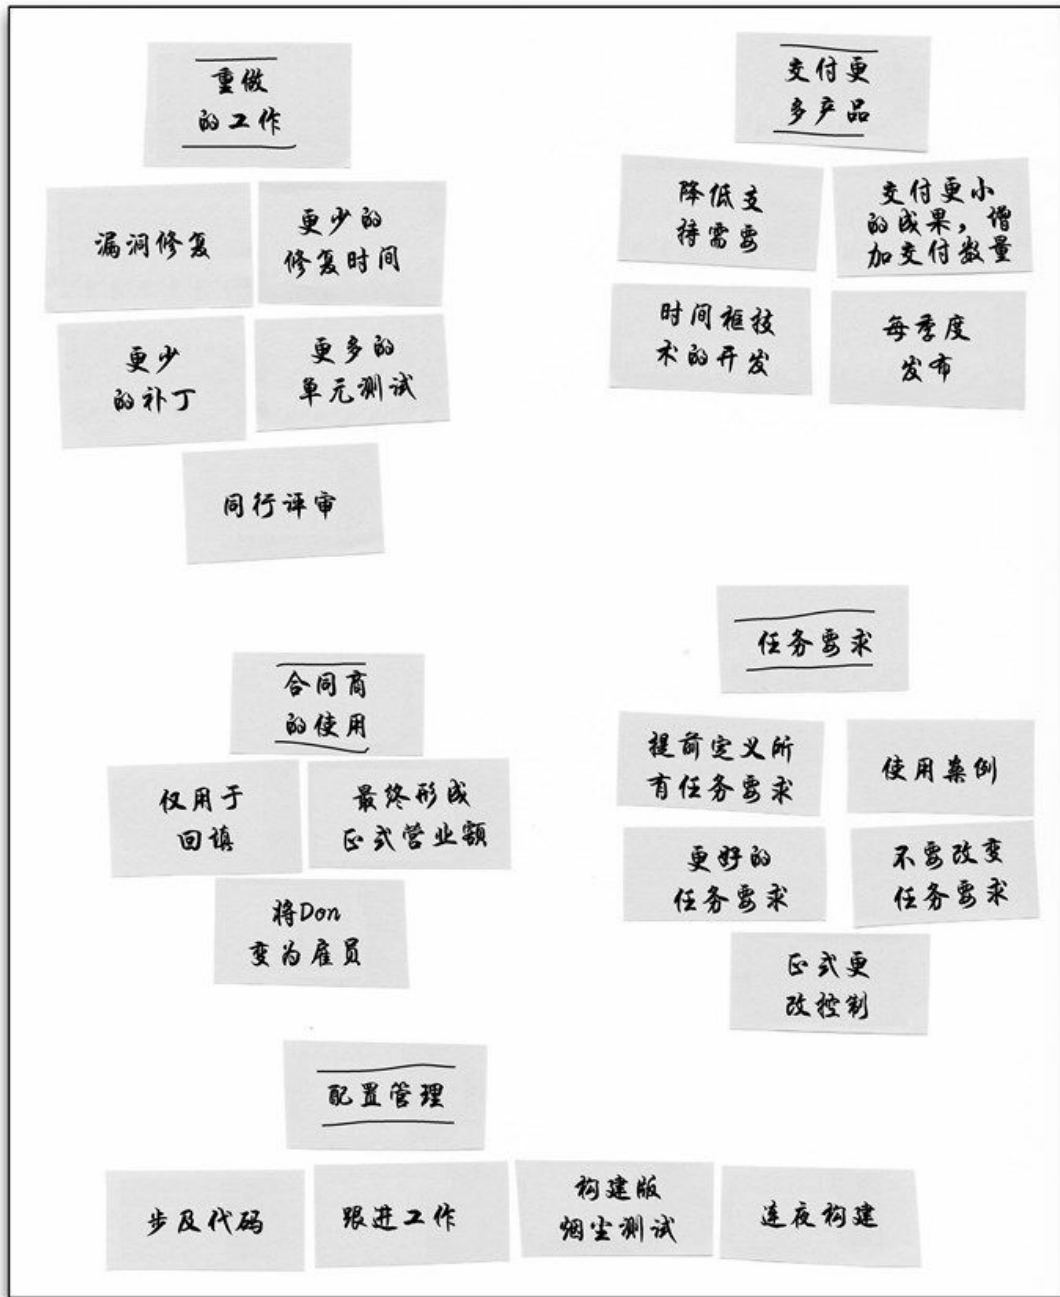 重做
的工作
漏洞修复
更少的
修复时间
更少
的补丁
更多的
单元测试
同行评审
交付更
多产品
降低支
持需要
交付更小
的成果，增
加交付数量
时间框技
术的开发
每季度
发布
合同商
的使用
仅用于
回填
最终形成
正式营业额
将Don
变为雇员
任务要求
提前定义所
有任务要求
使用案例
更好的
任务要求
不要改变
任务要求
正式更
改控制
配置管理
步及代码
跟进工作
构建版
烟尘测试
连夜构建